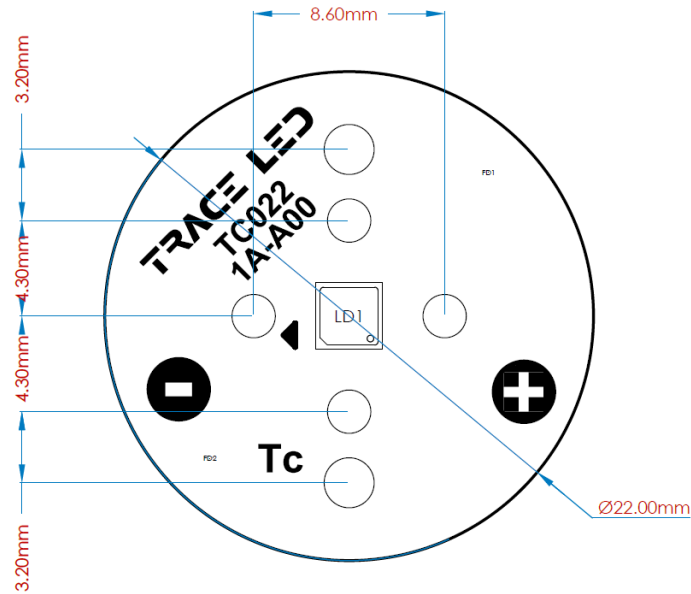 8.60mm
3.20mm
TRACE LED
TC022
1A-A00
FD1
4.30mm
LD1
4.30mm
-
+
FD2
Tc
Ø22.00mm
3.20mm